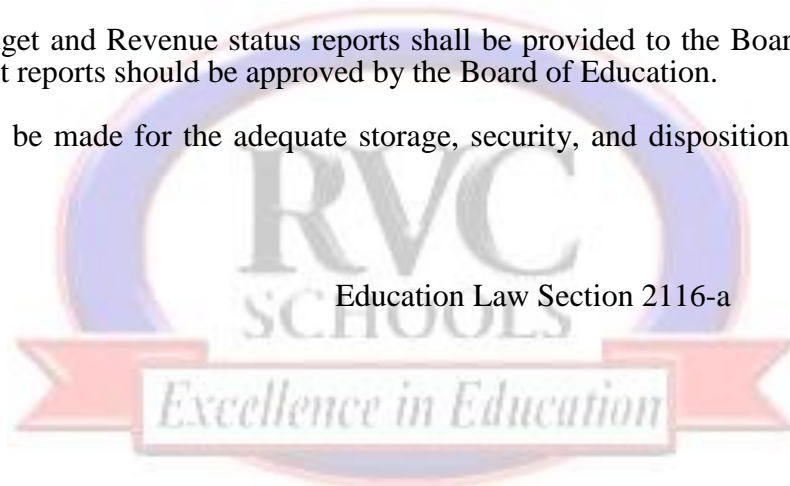 get and Revenue status reports shall be provided to the Boar
t reports should be approved by the Board of Education.
be made for the adequate storage, security, and disposition
RVC
Education Law Section 2116-a
SCHOOLS
Excellence in Education